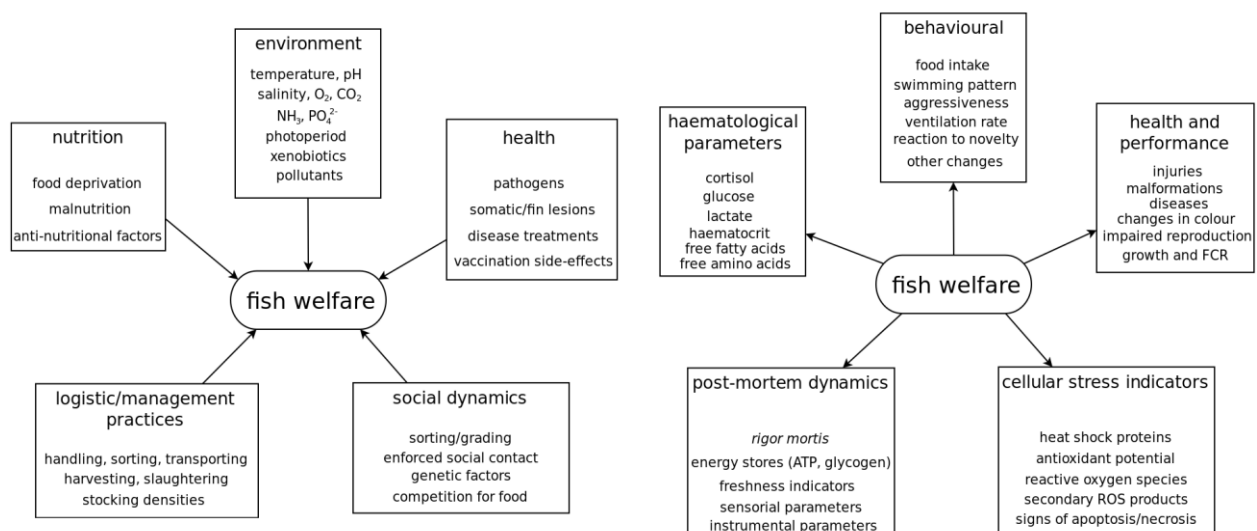 environment
temperature, pH
salinity, O₂, CO₂
NH₃, PO₄²⁻
photoperiod
xenobiotics
pollutants
nutrition
food deprivation
malnutrition
anti-nutritional factors
health
pathogens
somatic/fin lesions
disease treatments
vaccination side-effects
fish welfare
logistic/management
practices
handling, sorting, transporting
harvesting, slaughtering
stocking densities
social dynamics
sorting/grading
enforced social contact
genetic factors
competition for food
behavioural
food intake
swimming pattern
aggressiveness
ventilation rate
reaction to novelty
other changes
haematological
parameters
cortisol
glucose
lactate
haematocrit
free fatty acids
free amino acids
health and
performance
injuries
malformations
diseases
changes in colour
impaired reproduction
growth and FCR
fish welfare
post-mortem dynamics
rigor mortis
energy stores (ATP, glycogen)
freshness indicators
sensorial parameters
instrumental parameters
cellular stress indicators
heat shock proteins
antioxidant potential
reactive oxygen species
secondary ROS products
signs of apoptosis/necrosis